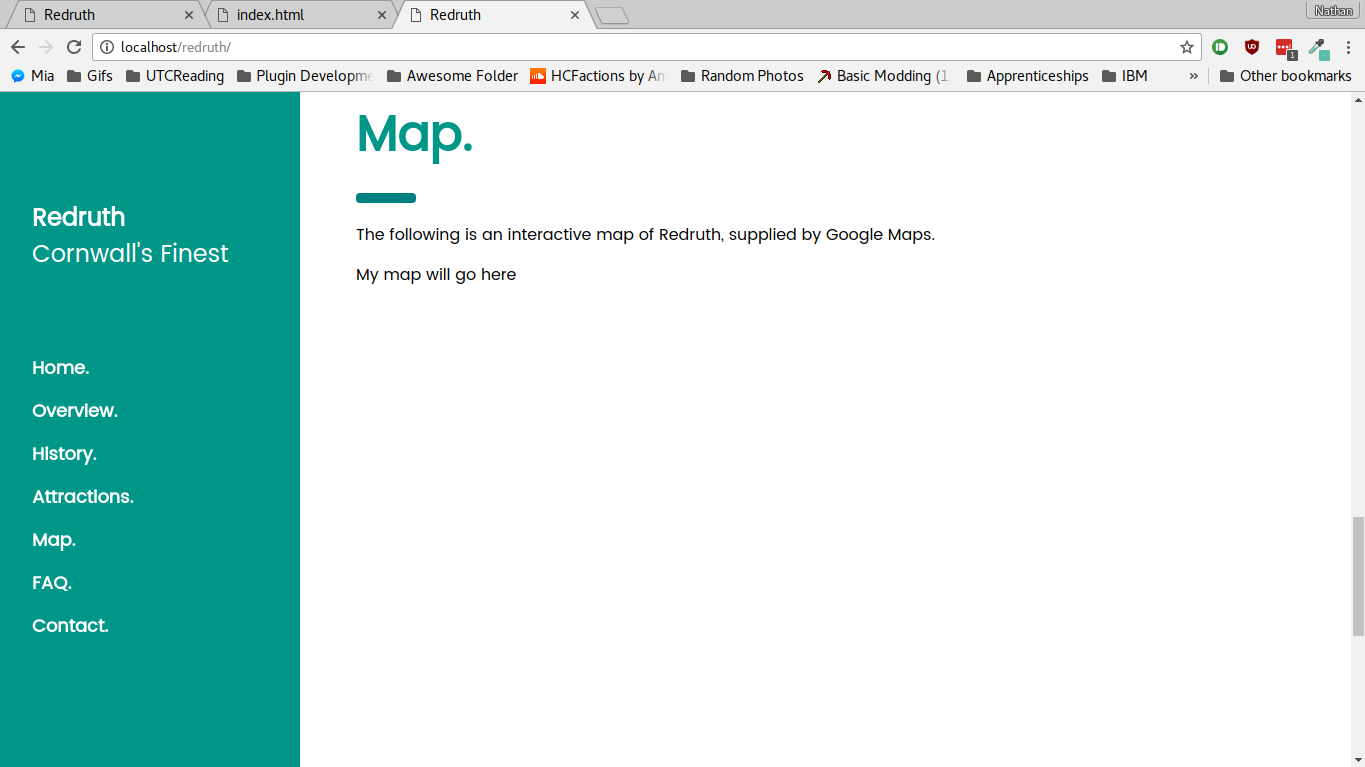 Redruth
index.html
Redruth
Nathan
localhost/redruth/
1
Mia
Gifs
UTCReading
Plugin Developme
Awesome Folder
HCFactions by An
Random Photos
Basic Modding (1.
Apprenticeships
IBM
»
Other bookmarks
Redruth
Cornwall's Finest
Home.
Overview.
History.
Attractions.
Map.
FAQ.
Contact.
Map.
The following is an interactive map of Redruth, supplied by Google Maps.
My map will go here